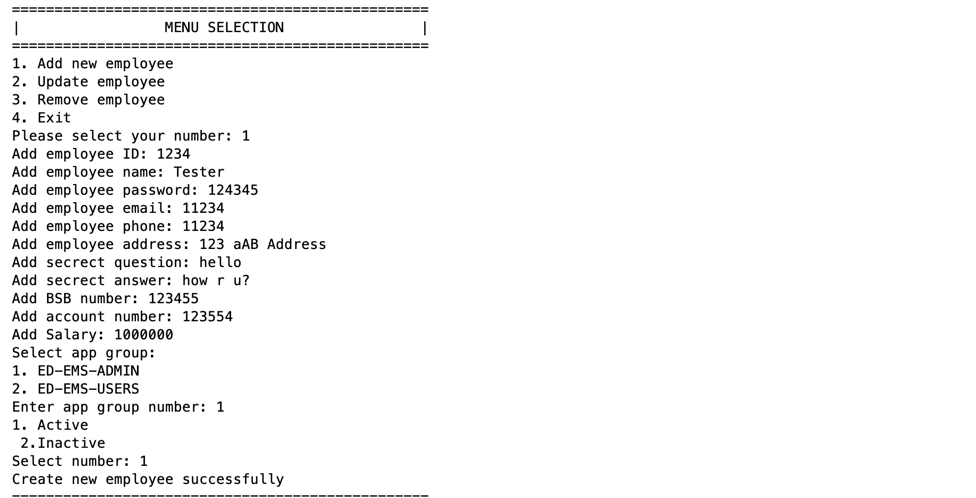 =================================================
| MENU SELECTION |
=================================================
1. Add new employee
2. Update employee
3. Remove employee
4. Exit
Please select your number: 1
Add employee ID: 1234
Add employee name: Tester
Add employee password: 124345
Add employee email: 11234
Add employee phone: 11234
Add employee address: 123 aAB Address
Add secrect question: hello
Add secrect answer: how r u?
Add BSB number: 123455
Add account number: 123554
Add Salary: 1000000
Select app group:
1. ED-EMS-ADMIN
2. ED-EMS-USERS
Enter app group number: 1
1. Active
2.Inactive
Select number: 1
Create new employee successfully
=================================================